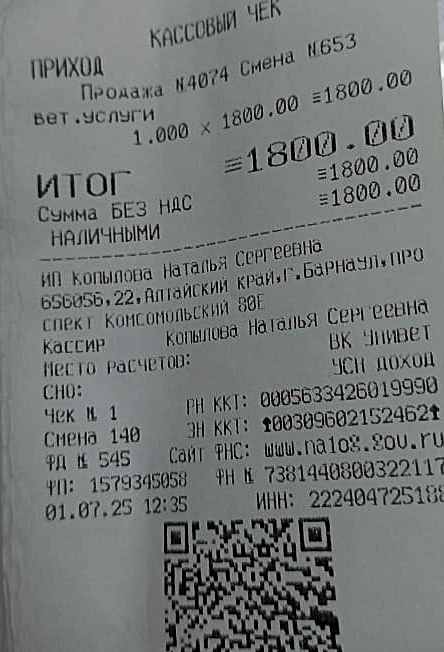 КАССОВЫЙ ЧЕК
ПРИХОД
Продажа №4074 Смена №653
вет.услуги
1.000 × 1800.00 ≡1800.00
ИТОГ ≡1800.00
Сумма БЕЗ НДС ≡1800.00
НАЛИЧНЫМИ ≡1800.00
ИП Копылова Наталья Сергеевна
656056,22,Алтайский край,г.Барнаул,про
спект Комсомольский 80Е
Кассир Копылова Наталья Сергеевна
Место расчетов: ВК УНИВЕТ
СНО: УСН ДОХОД
Чек № 1 РН ККТ: 0005633426019990
Смена 140 ЗН ККТ: ⬆00309602152462⬆
ФД № 545 Сайт ФНС: www.nalog.gov.ru
ФП: 1579345058 ФН № 7381440800322117
01.07.25 12:35 ИНН: 222404725188